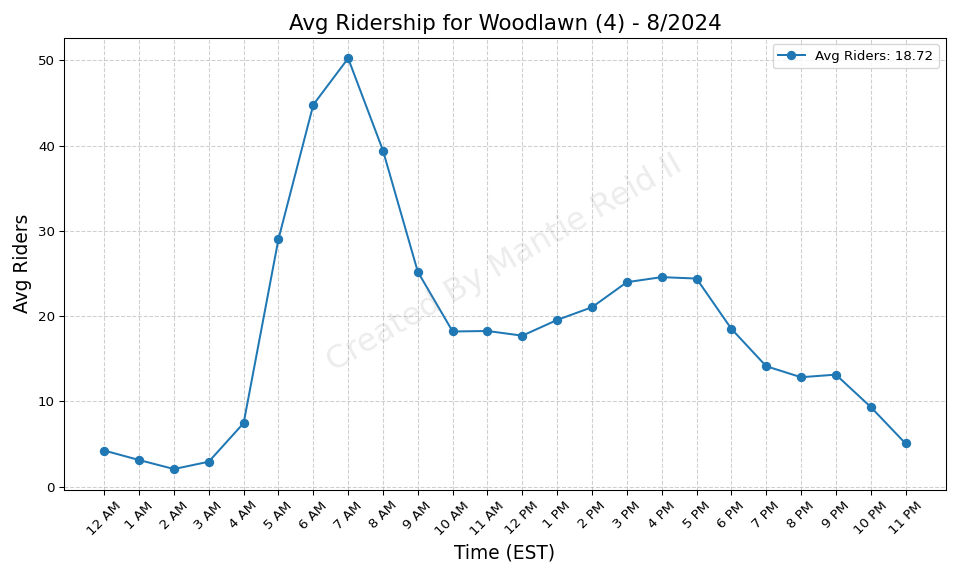 Avg Ridership for Woodlawn (4) - 8/2024
Avg Riders: 18.72
Avg Riders
50
40
30
20
10
0
Created By Mantie Reid II
12 AM
1 AM
2 AM
3 AM
4 AM
5 AM
6 AM
7 AM
8 AM
9 AM
10 AM
11 AM
12 PM
1 PM
2 PM
3 PM
4 PM
5 PM
6 PM
7 PM
8 PM
9 PM
10 PM
11 PM
Time (EST)